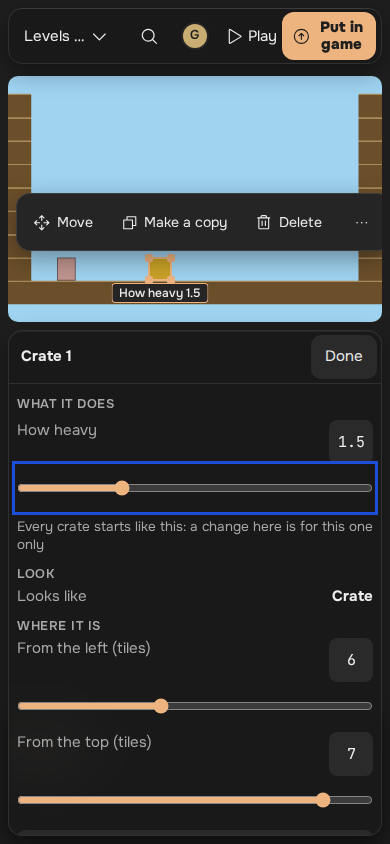 Levels ...
G
Play
Put in
game
Move
Make a copy
Delete
...
How heavy 1.5
Crate 1
Done
WHAT IT DOES
How heavy
1.5
Every crate starts like this: a change here is for this one
only
LOOK
Looks like
Crate
WHERE IT IS
From the left (tiles)
6
From the top (tiles)
7